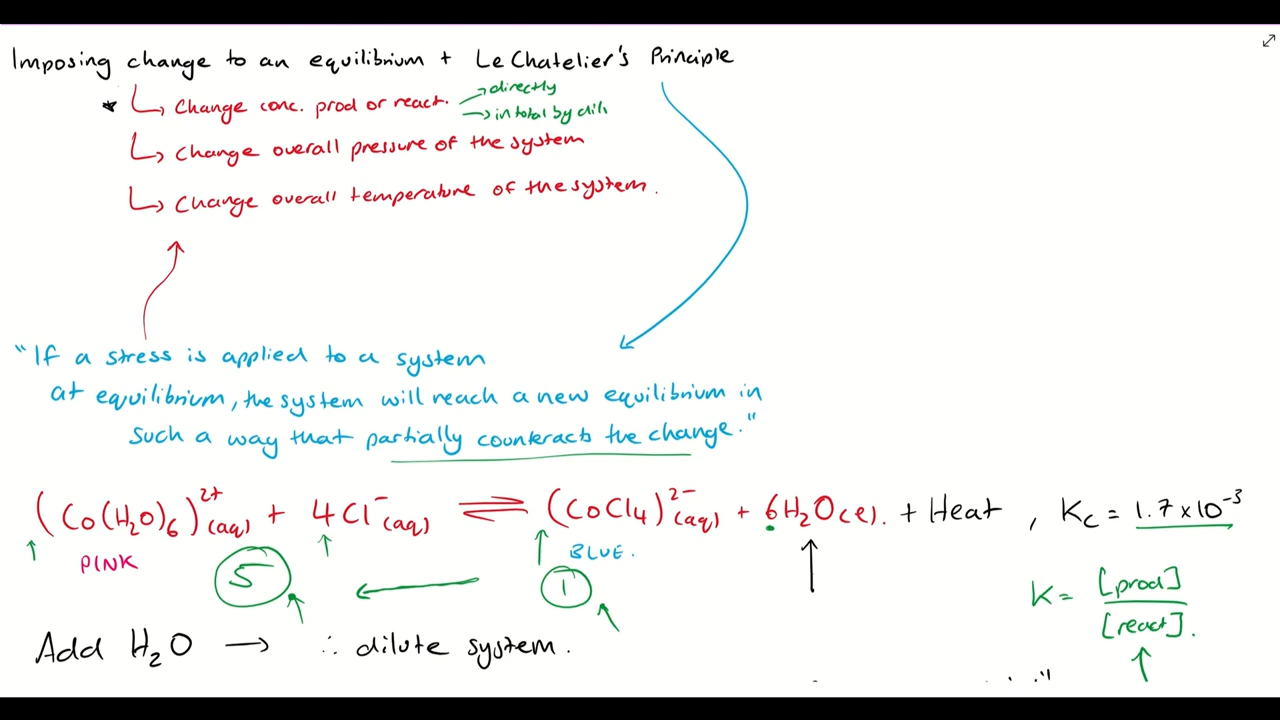 Imposing change to an equilibrium + Le Chatelier's Principle
* ↳ Change conc. prod or react. → directly
→ in total by dil
↳ Change overall pressure of the system
↳ Change overall temperature of the system.
"If a stress is applied to a system
at equilibrium, the system will reach a new equilibrium in
such a way that partially counteracts the change."
(Co(H₂O)₆)²⁺(aq) + 4Cl⁻(aq) ⇌ (CoCl₄)²⁻(aq) + 6H₂O(l). + Heat , Kc = 1.7 × 10⁻³
PINK BLUE.
5 ← 1
K = [prod] / [react].
Add H₂O → ∴ dilute system.